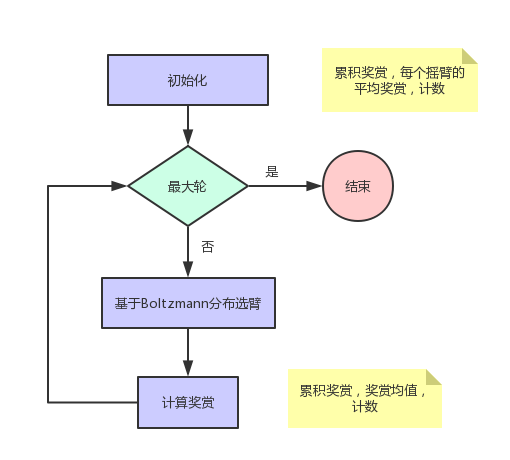 初始化
累积奖赏，每个摇臂的
平均奖赏，计数
最大轮
是
结束
否
基于Boltzmann分布选臂
计算奖赏
累积奖赏，奖赏均值，
计数